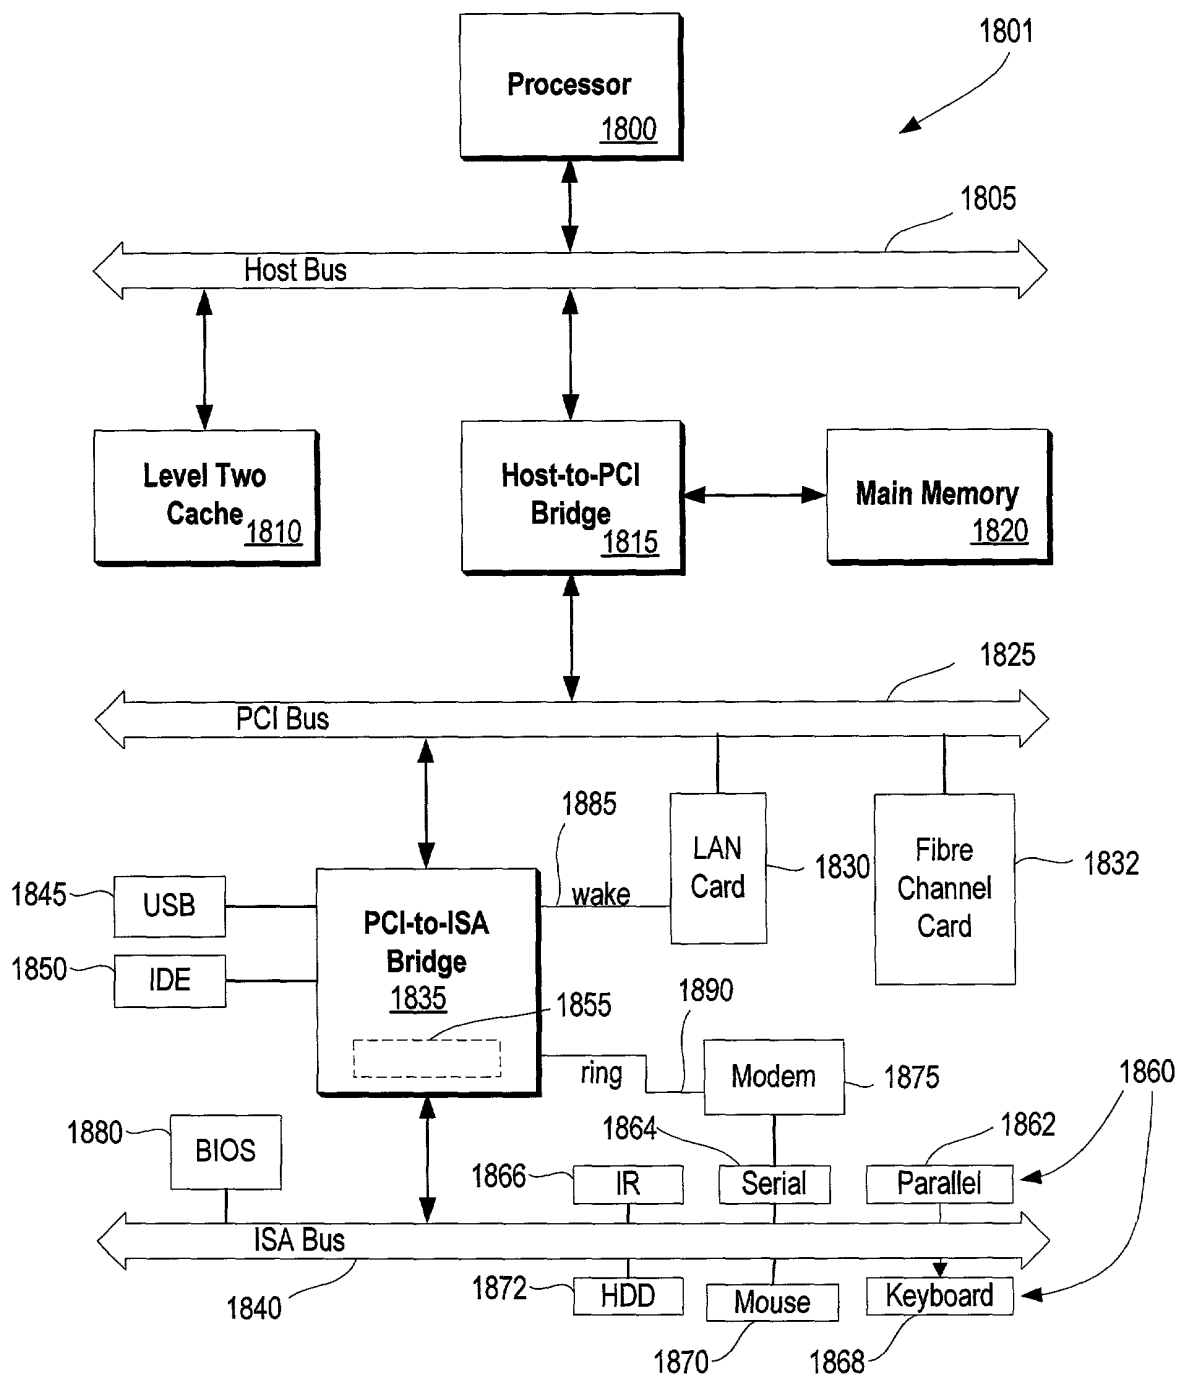 1801
Processor
1800
1805
Host Bus
Level Two
Cache
1810
Host-to-PCI
Bridge
1815
Main Memory
1820
1825
PCI Bus
1885
wake
LAN
Card
1830
Fibre
Channel
Card
1832
1845
USB
1850
IDE
PCI-to-ISA
Bridge
1835
1855
1890
ring
Modem
1875
1860
1880
BIOS
1864
1862
1866
IR
Serial
Parallel
ISA Bus
1840
1872
HDD
Mouse
Keyboard
1870
1868